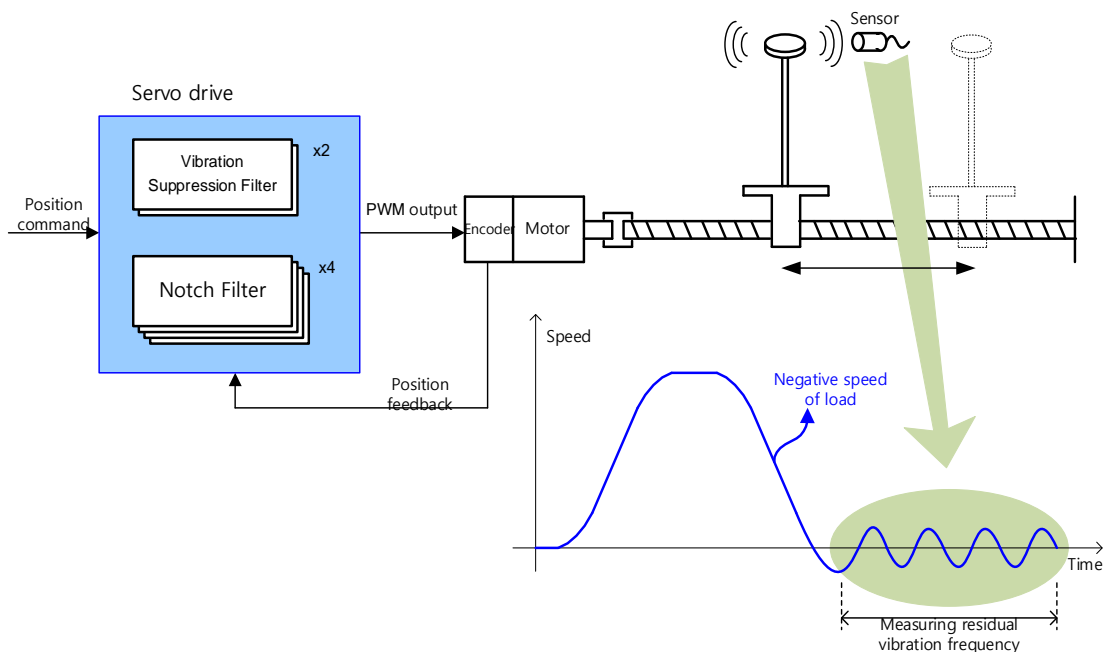 Sensor
Servo drive
Vibration
Suppression Filter
x2
Position
command
PWM output
Encoder
Motor
Notch Filter
x4
Position
feedback
Speed
Negative speed
of load
Time
Measuring residual
vibration frequency